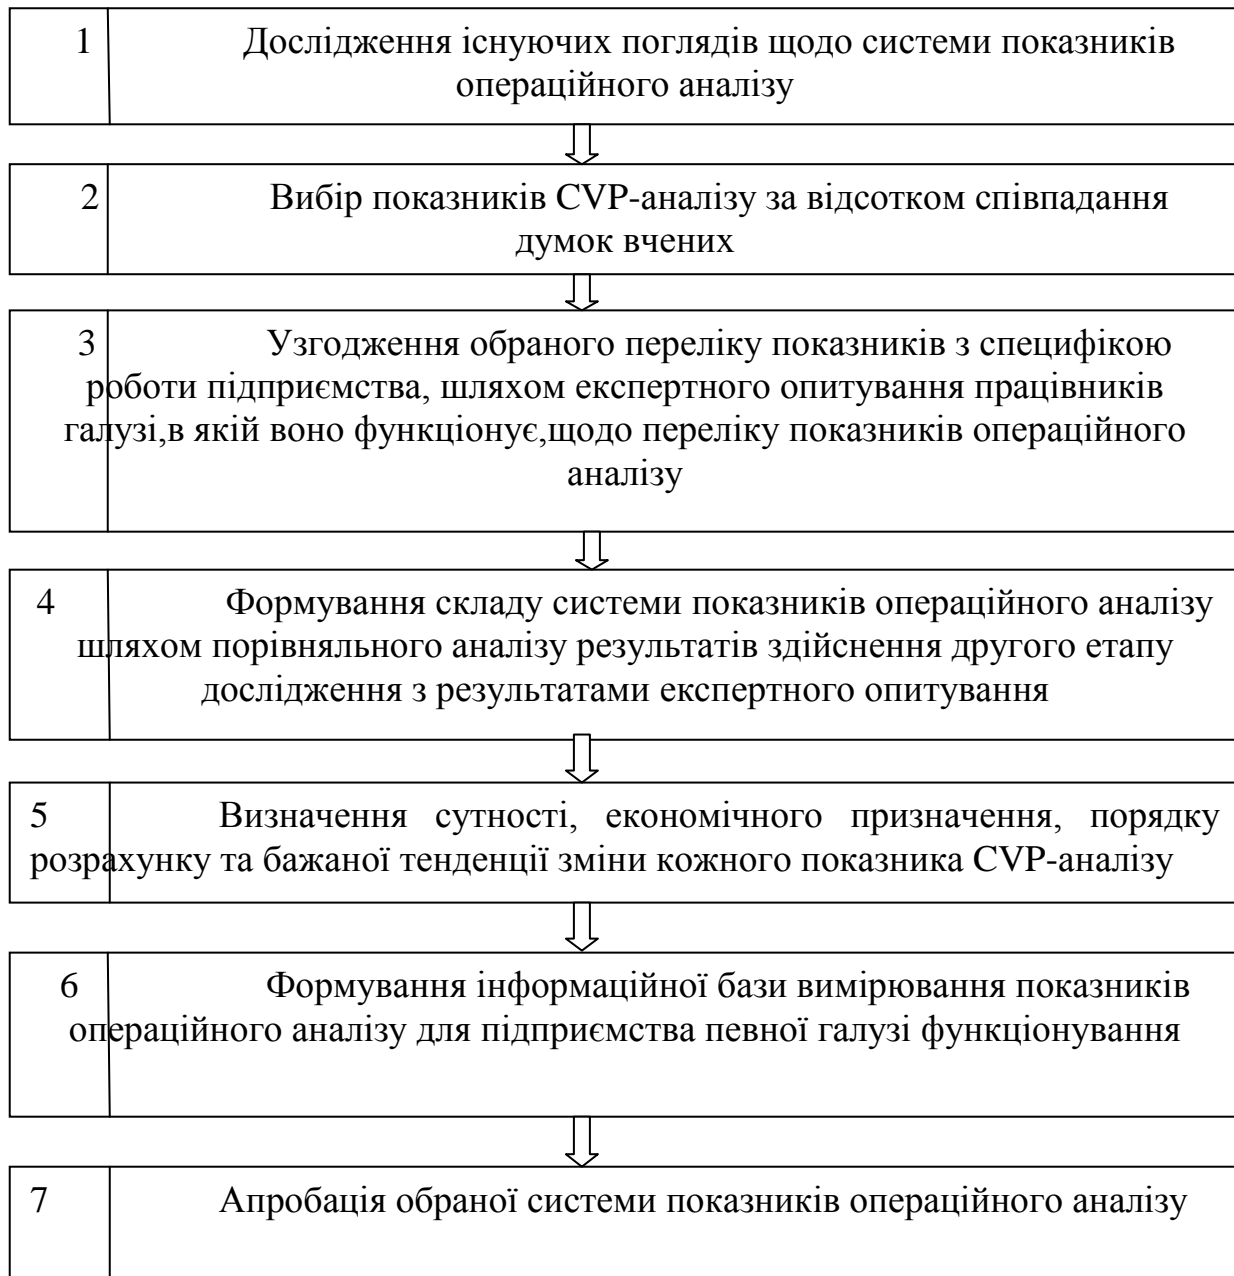 1 Дослідження існуючих поглядів щодо системи показників
операційного аналізу
2 Вибір показників CVP-аналізу за відсотком співпадання
думок вчених
3 Узгодження обраного переліку показників з специфікою
роботи підприємства, шляхом експертного опитування працівників
галузі,в якій воно функціонує,щодо переліку показників операційного
аналізу
4 Формування складу системи показників операційного аналізу
шляхом порівняльного аналізу результатів здійснення другого етапу
дослідження з результатами експертного опитування
5 Визначення сутності, економічного призначення, порядку
розрахунку та бажаної тенденції зміни кожного показника CVP-аналізу
6 Формування інформаційної бази вимірювання показників
операційного аналізу для підприємства певної галузі функціонування
7 Апробація обраної системи показників операційного аналізу